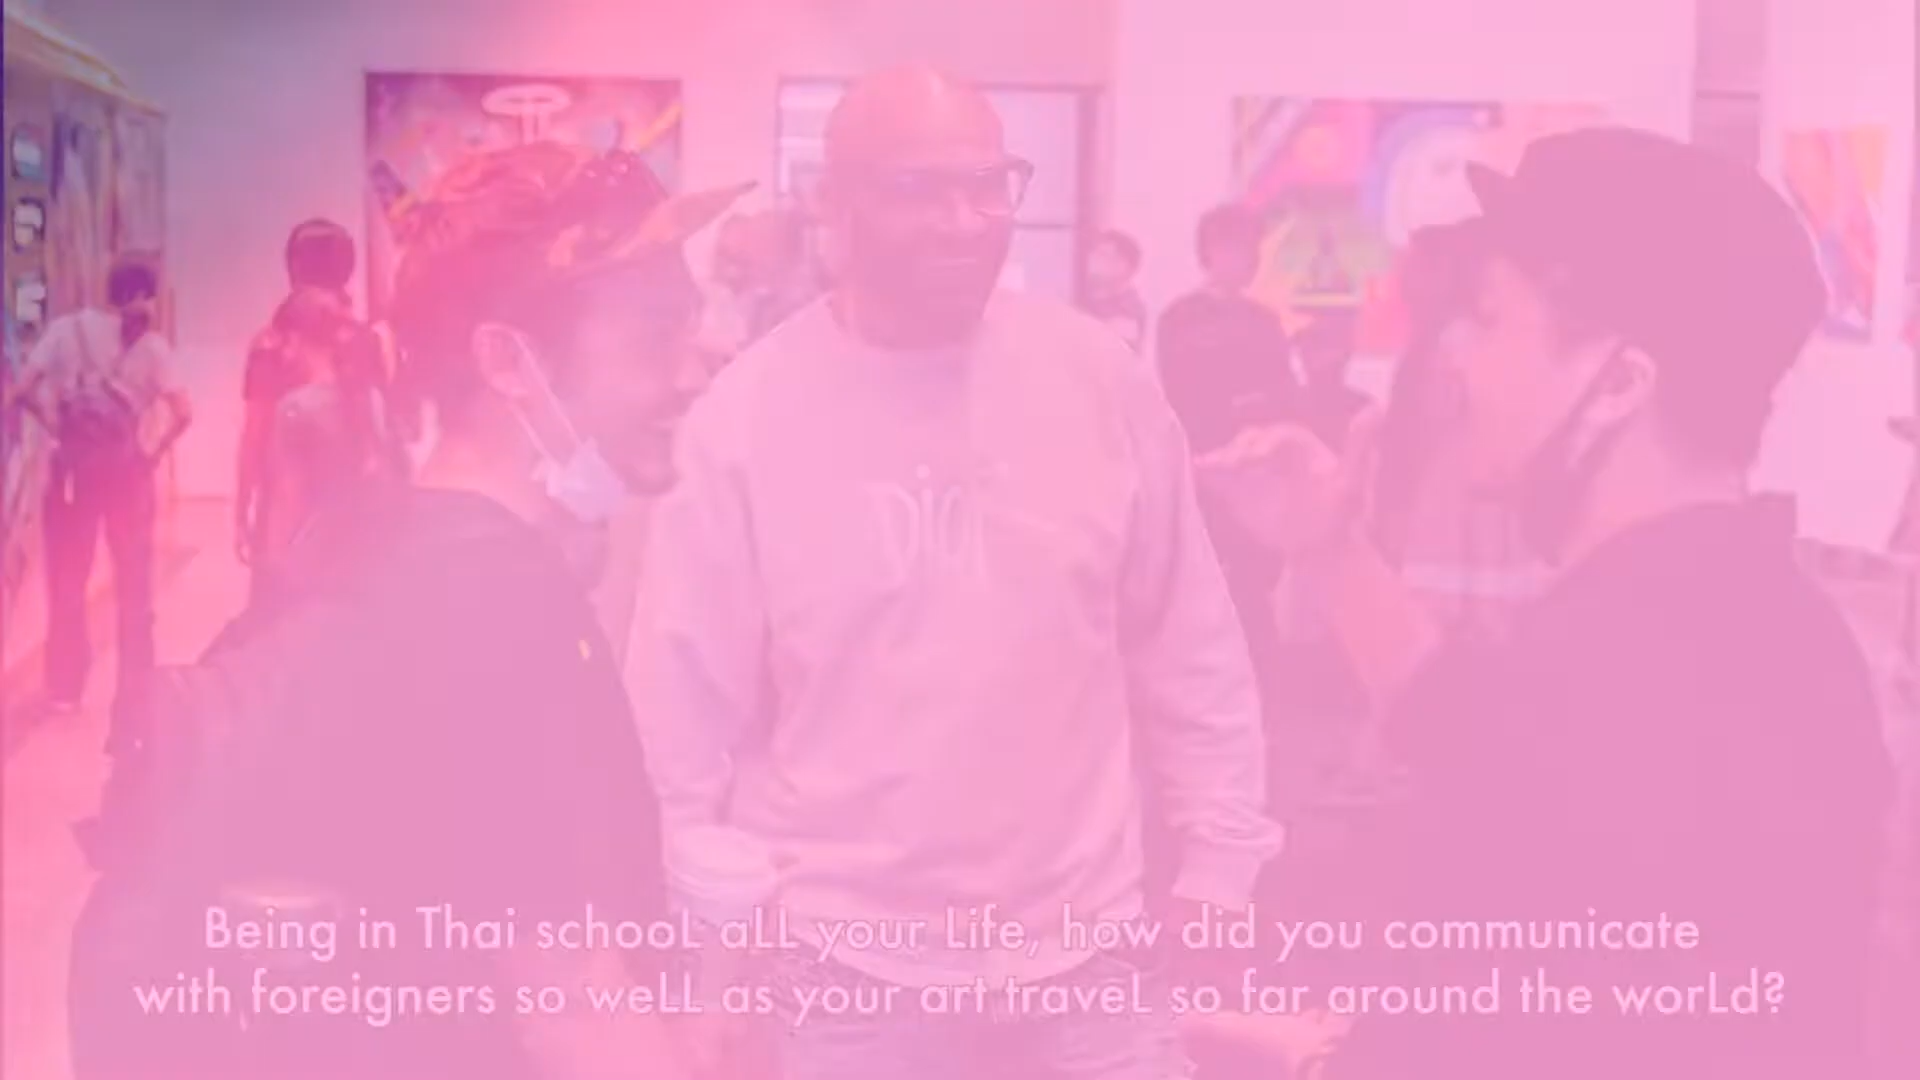 Dior
Being in Thai schooL aLL your Life, how did you communicate
with foreigners so weLL as your art traveL so far around the worLd?